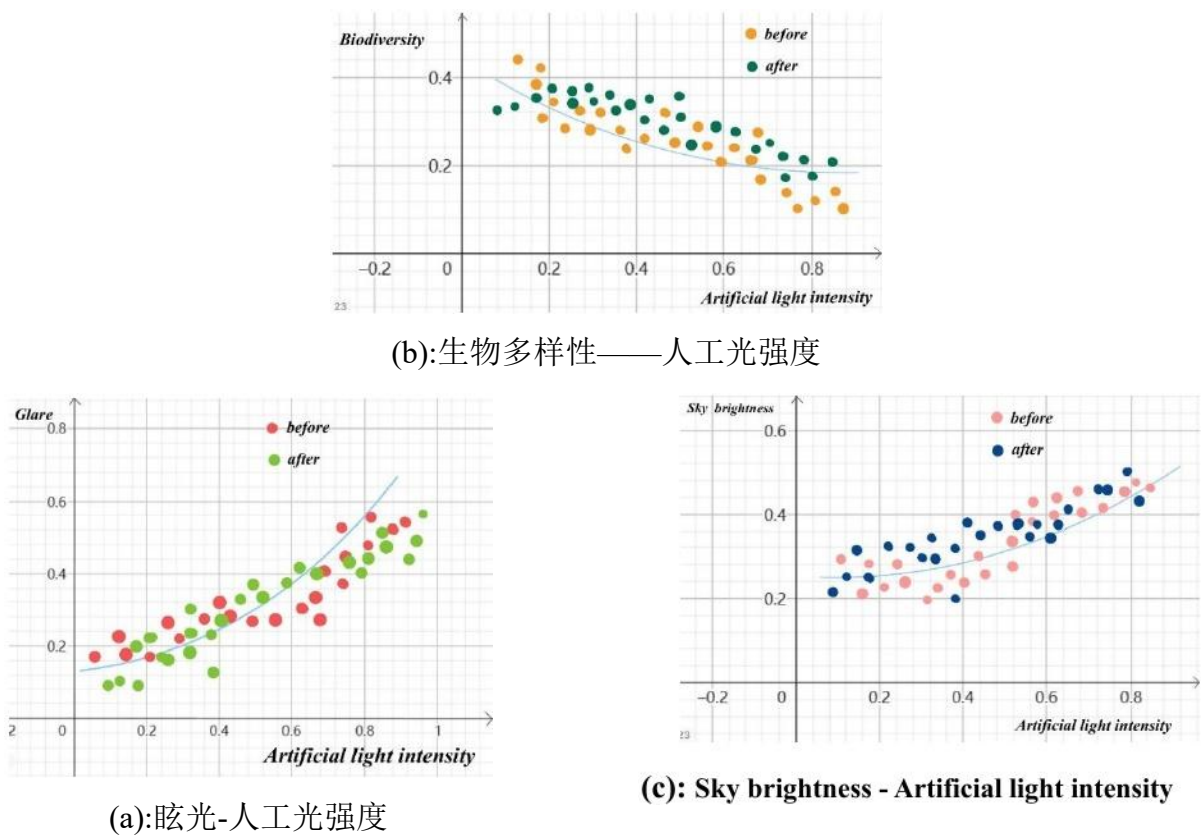 Biodiversity
before
after
0.4
0.2
-0.2
0
0.2
0.4
0.6
0.8
Artificial light intensity
23
(b):生物多样性——人工光强度
Glare
0.8
before
after
0.6
0.4
0.2
2
0
0.2
0.4
0.6
0.8
1
Artificial light intensity
(a):眩光-人工光强度
Sky brightness
before
after
0.6
0.4
0.2
-0.2
0
0.2
0.4
0.6
0.8
Artificial light intensity
23
(c): Sky brightness - Artificial light intensity